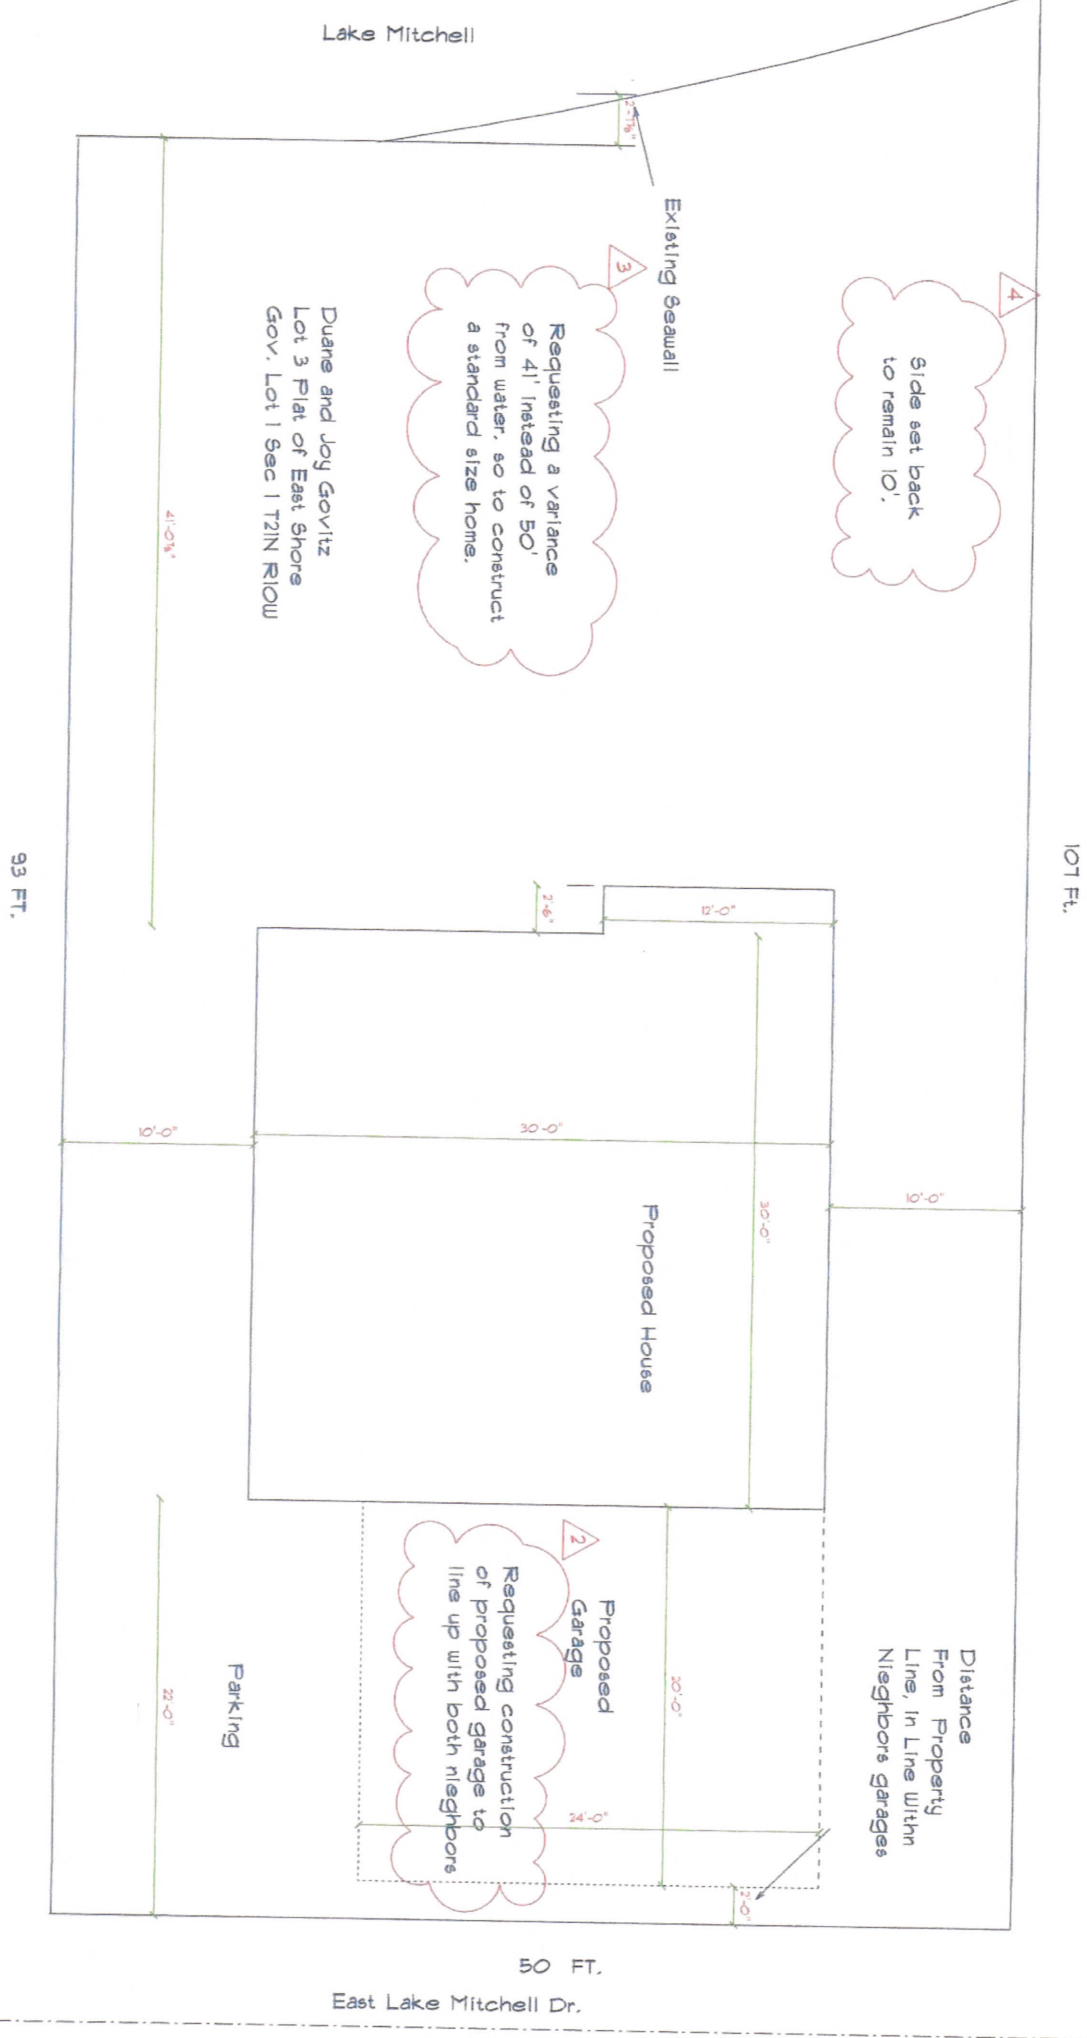 Lake Mitchell
2'-7⅞"
Existing Seawall
4
Side set back
to remain 10'.
3
Requesting a variance
of 41' instead of 50'
from water, so to construct
a standard size home.
Duane and Joy Govitz
Lot 3 Plat of East Shore
Gov. Lot 1 Sec 1 T21N R10W
41'-0⅞"
93 FT.
107 Ft.
2'-6"
12'-0"
10'-0"
30'-0"
10'-0"
30'-0"
Proposed House
2
Proposed
Garage
Requesting construction
of proposed garage to
line up with both nieghbors
20'-0"
24'-0"
2'-0"
Distance
From Property
Line, in Line Withn
Nieghbors garages
Parking
22'-0"
50 FT.
East Lake Mitchell Dr.